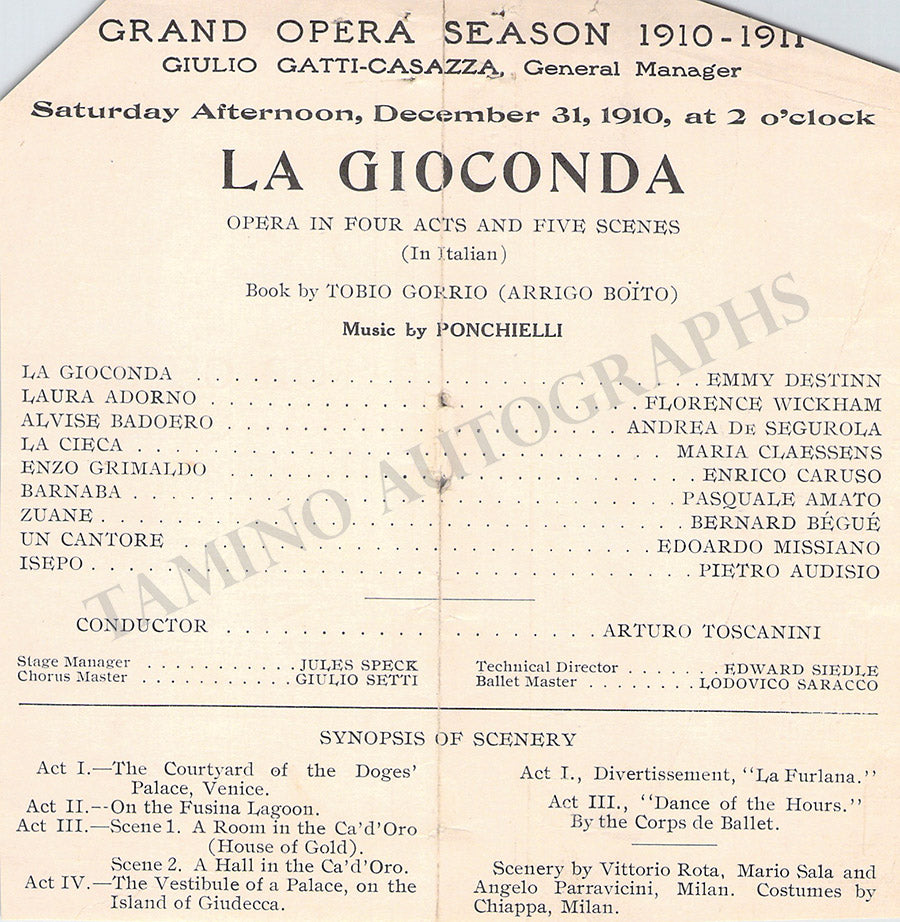 GRAND OPERA SEASON 1910-1911
GIULIO GATTI-CASAZZA, General Manager
Saturday Afternoon, December 31, 1910, at 2 o'clock
LA GIOCONDA
OPERA IN FOUR ACTS AND FIVE SCENES
(In Italian)
Book by TOBIO GORRIO (ARRIGO BOÏTO)
Music by PONCHIELLI
LA GIOCONDA . . . . . . . . . . EMMY DESTINN
LAURA ADORNO . . . . . . . . . . FLORENCE WICKHAM
ALVISE BADOERO . . . . . . . . . . ANDREA DE SEGUROLA
LA CIECA . . . . . . . . . . MARIA CLAESSENS
ENZO GRIMALDO . . . . . . . . . . ENRICO CARUSO
BARNABA . . . . . . . . . . PASQUALE AMATO
ZUANE . . . . . . . . . . BERNARD BÉGUÉ
UN CANTORE . . . . . . . . . . EDOARDO MISSIANO
ISEPO . . . . . . . . . . PIETRO AUDISIO
CONDUCTOR . . . . . . . . . . ARTURO TOSCANINI
Stage Manager . . . . . . . . . . JULES SPECK
Chorus Master . . . . . . . . . . GIULIO SETTI
Technical Director . . . . . . . EDWARD SIEDLE
Ballet Master . . . . . . . . LODOVICO SARACCO
SYNOPSIS OF SCENERY
Act I.—The Courtyard of the Doges'
Palace, Venice.
Act II.--On the Fusina Lagoon.
Act III.—Scene 1. A Room in the Ca'd'Oro
(House of Gold).
Scene 2. A Hall in the Ca'd'Oro.
Act IV.—The Vestibule of a Palace, on the
Island of Giudecca.
Act I., Divertissement, "La Furlana."
Act III., "Dance of the Hours."
By the Corps de Ballet.
Scenery by Vittorio Rota, Mario Sala and
Angelo Parravicini, Milan. Costumes by
Chiappa, Milan.
TAMINO AUTOGRAPHS